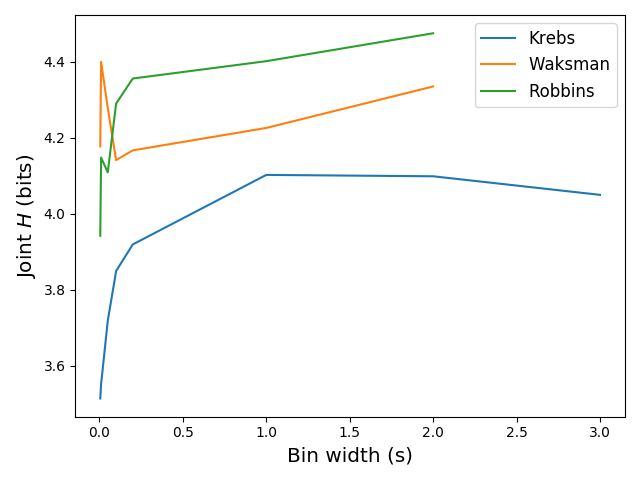 Krebs
Waksman
Robbins
4.4
4.2
4.0
3.8
3.6
Joint H (bits)
0.0 0.5 1.0 1.5 2.0 2.5 3.0
Bin width (s)